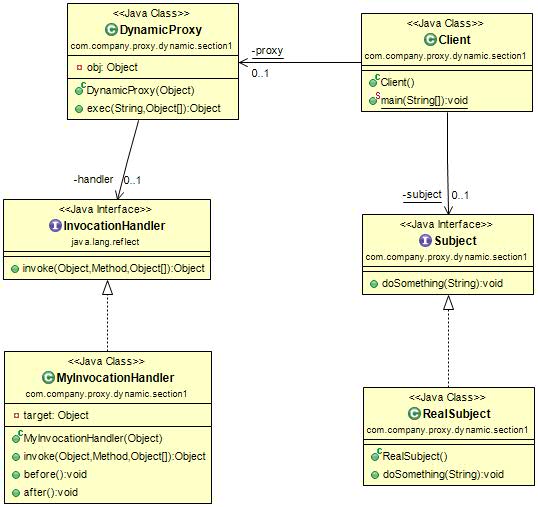 <<Java Class>>
DynamicProxy
com.company.proxy.dynamic.section1
obj: Object
DynamicProxy(Object)
exec(String,Object[]):Object
-proxy
0..1
<<Java Class>>
Client
com.company.proxy.dynamic.section1
Client()
main(String[]):void
-handler 0..1
-subject 0..1
<<Java Interface>>
InvocationHandler
java.lang.reflect
invoke(Object,Method,Object[]):Object
<<Java Interface>>
Subject
com.company.proxy.dynamic.section1
doSomething(String):void
<<Java Class>>
MyInvocationHandler
com.company.proxy.dynamic.section1
target: Object
MyInvocationHandler(Object)
invoke(Object,Method,Object[]):Object
before():void
after():void
<<Java Class>>
RealSubject
com.company.proxy.dynamic.section1
RealSubject()
doSomething(String):void